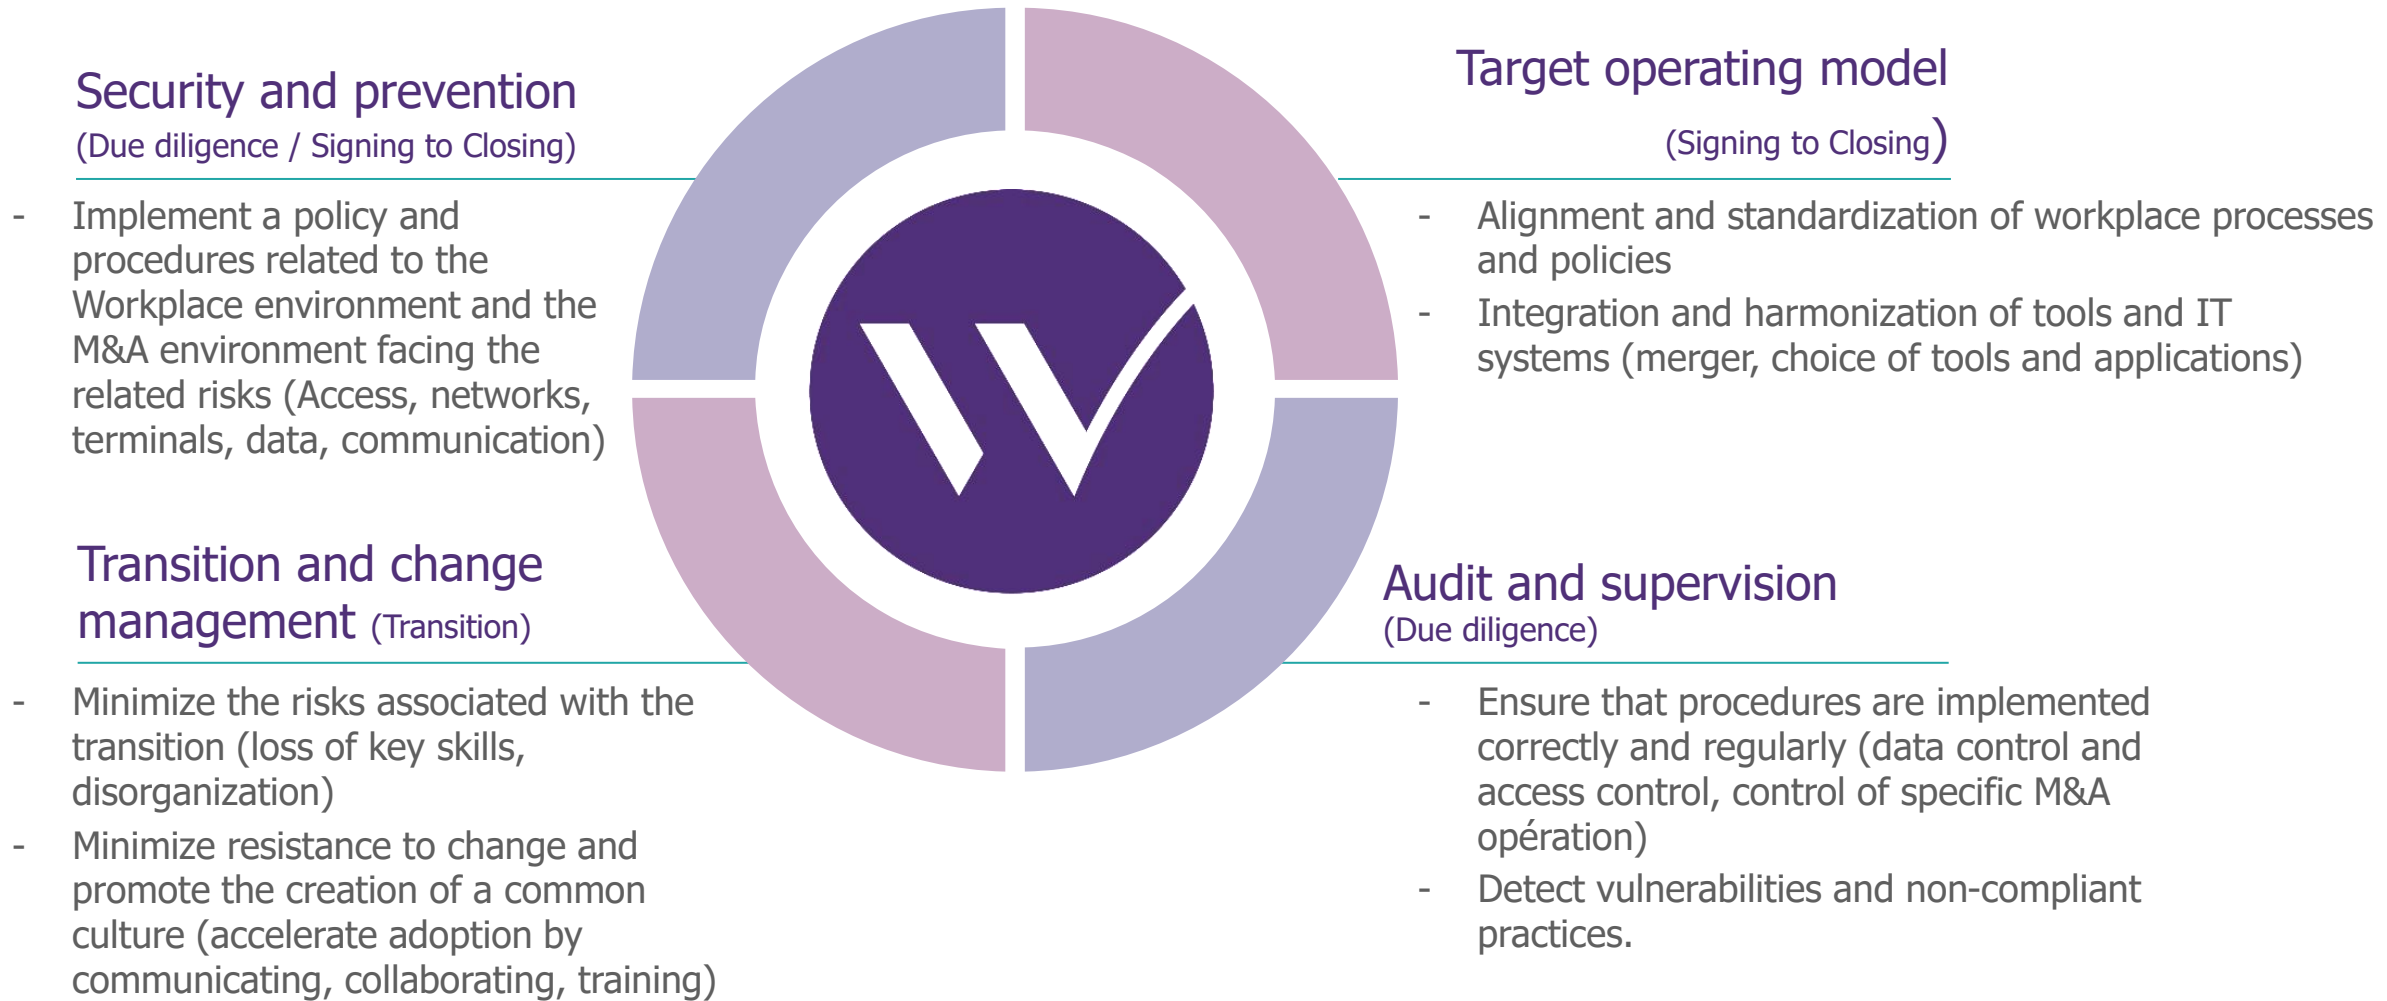 Security and prevention
(Due diligence / Signing to Closing)
- Implement a policy and
procedures related to the
Workplace environment and the
M&A environment facing the
related risks (Access, networks,
terminals, data, communication)
Target operating model
(Signing to Closing)
- Alignment and standardization of workplace processes
and policies
- Integration and harmonization of tools and IT
systems (merger, choice of tools and applications)
Transition and change
management (Transition)
- Minimize the risks associated with the
transition (loss of key skills,
disorganization)
- Minimize resistance to change and
promote the creation of a common
culture (accelerate adoption by
communicating, collaborating, training)
Audit and supervision
(Due diligence)
- Ensure that procedures are implemented
correctly and regularly (data control and
access control, control of specific M&A
opération)
- Detect vulnerabilities and non-compliant
practices.